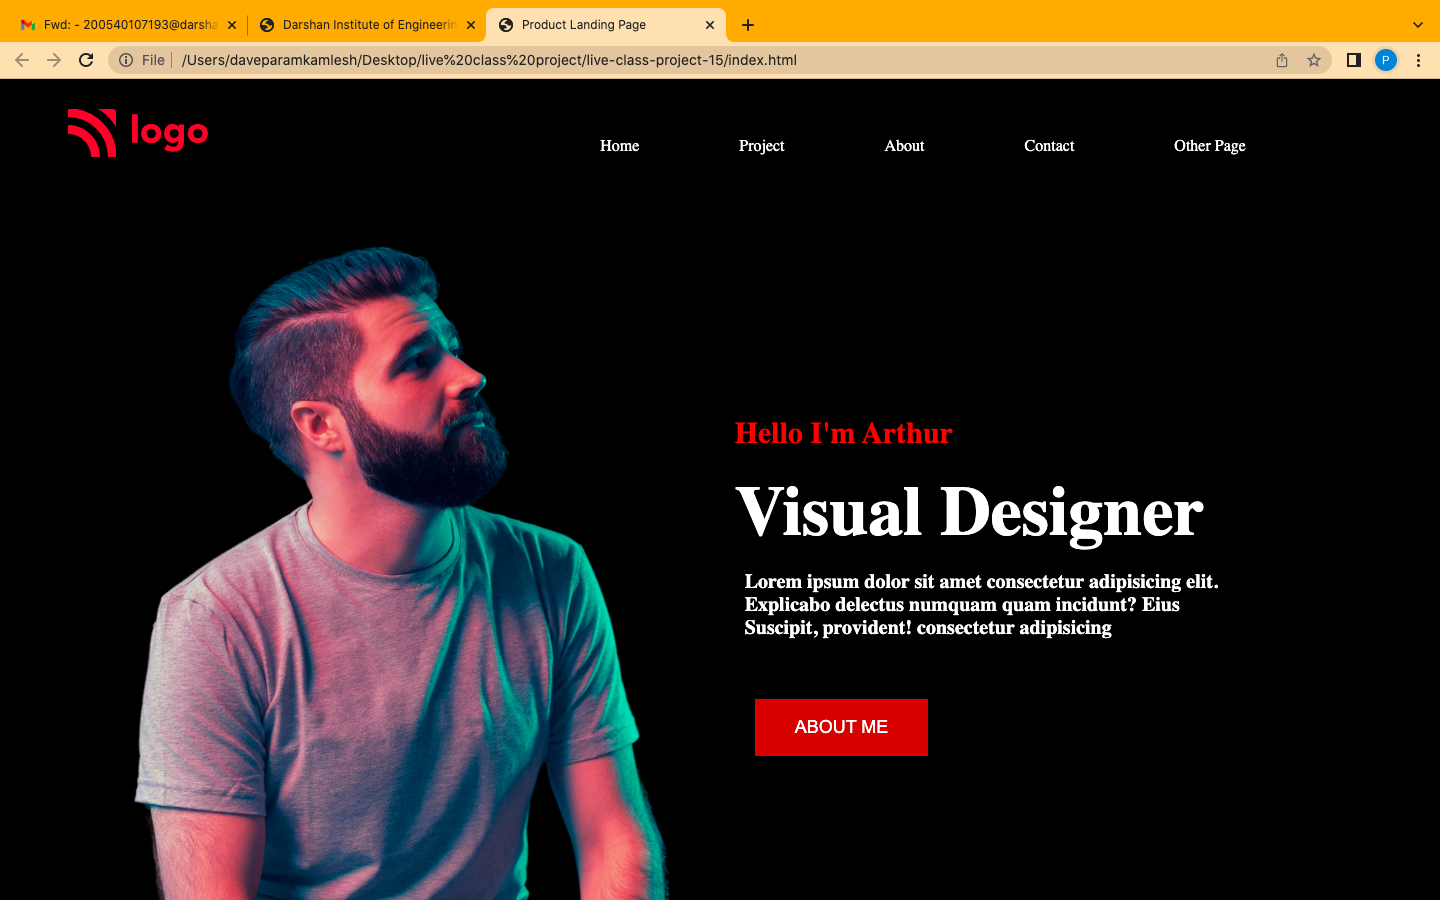 Fwd: - 200540107193@darsha
Darshan Institute of Engineerin
Product Landing Page
File
/Users/daveparamkamlesh/Desktop/live%20class%20project/live-class-project-15/index.html
P
logo
Home
Project
About
Contact
Other Page
Hello I'm Arthur
Visual Designer
Lorem ipsum dolor sit amet consectetur adipisicing elit.
Explicabo delectus numquam quam incidunt? Eius
Suscipit, provident! consectetur adipisicing
ABOUT ME